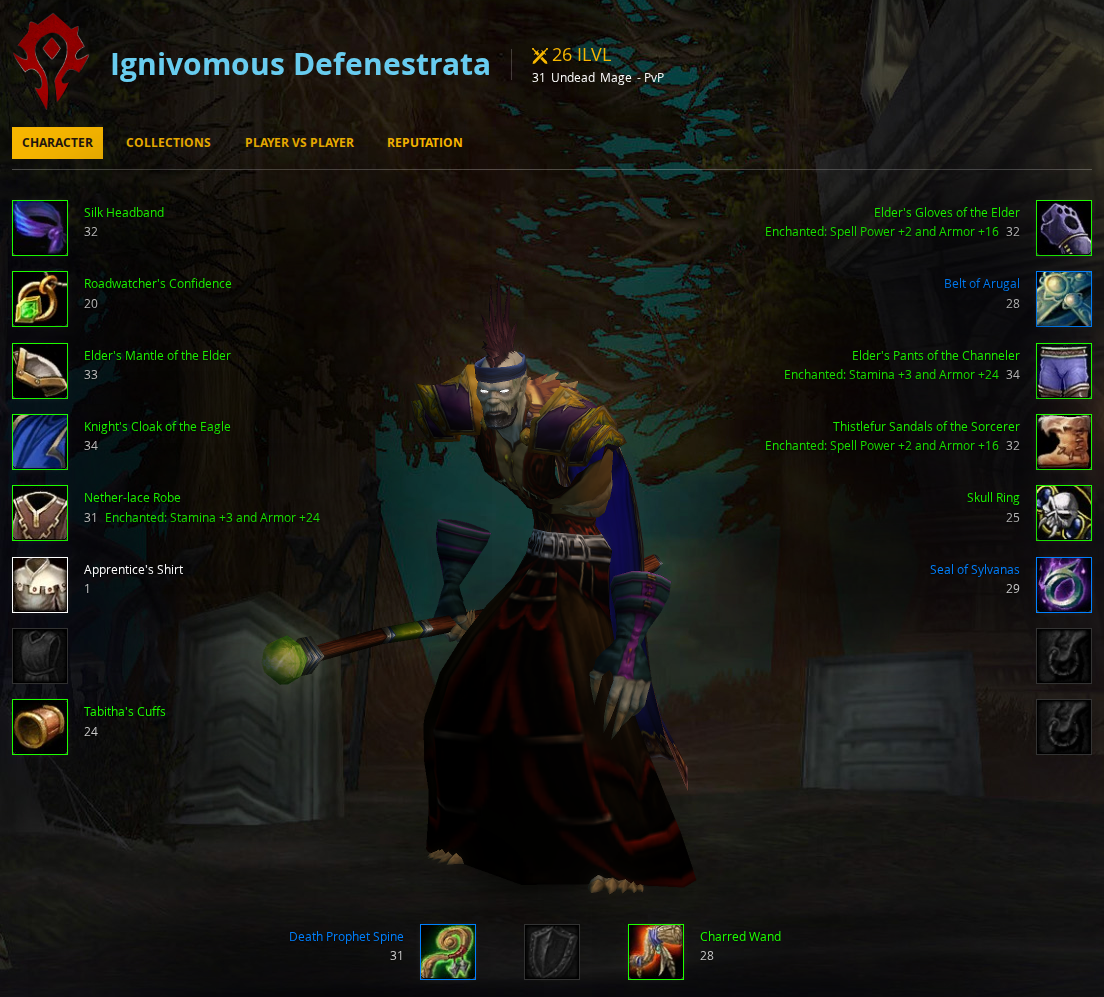 Ignivomous Defenestrata
26 ILVL
31 Undead Mage - PvP
CHARACTER
COLLECTIONS
PLAYER VS PLAYER
REPUTATION
Silk Headband
32
Roadwatcher's Confidence
20
Elder's Mantle of the Elder
33
Knight's Cloak of the Eagle
34
Nether-lace Robe
31 Enchanted: Stamina +3 and Armor +24
Apprentice's Shirt
1
Tabitha's Cuffs
24
Elder's Gloves of the Elder
Enchanted: Spell Power +2 and Armor +16 32
Belt of Arugal
28
Elder's Pants of the Channeler
Enchanted: Stamina +3 and Armor +24 34
Thistlefur Sandals of the Sorcerer
Enchanted: Spell Power +2 and Armor +16 32
Skull Ring
25
Seal of Sylvanas
29
Death Prophet Spine
31
Charred Wand
28